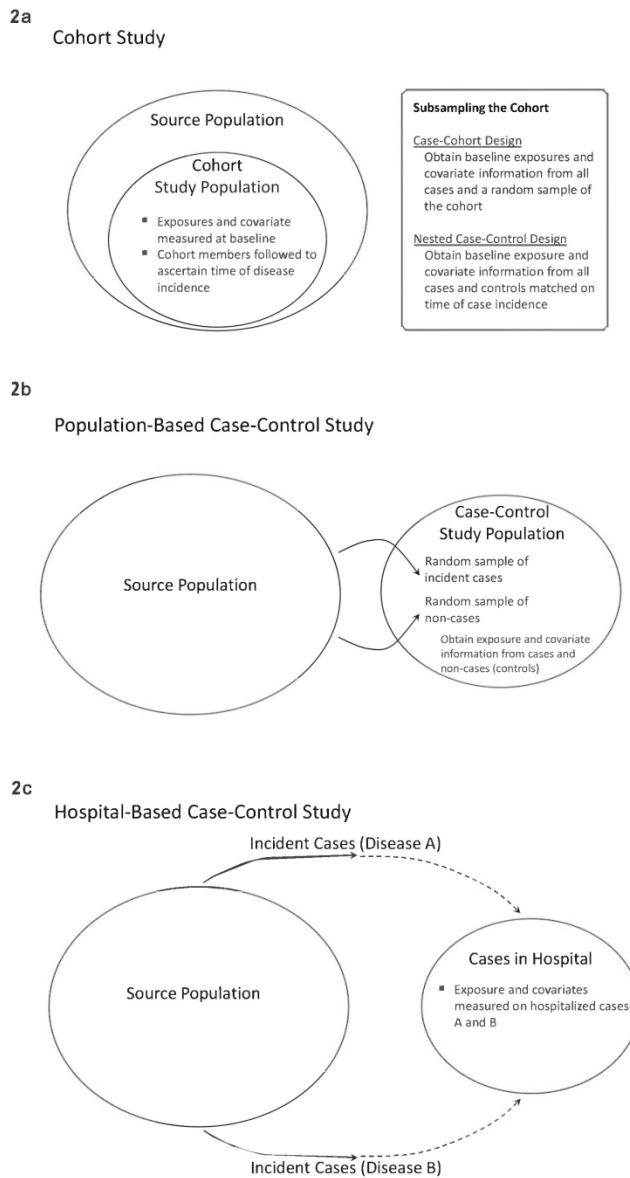 2a
Cohort Study
Source Population
Cohort
Study Population
▪ Exposures and covariate
measured at baseline
▪ Cohort members followed to
ascertain time of disease
incidence
Subsampling the Cohort
Case-Cohort Design
Obtain baseline exposures and
covariate information from all
cases and a random sample of
the cohort
Nested Case-Control Design
Obtain baseline exposure and
covariate information from all
cases and controls matched on
time of case incidence
2b
Population-Based Case-Control Study
Source Population
Case-Control
Study Population
Random sample of
incident cases
Random sample of
non-cases
Obtain exposure and covariate
information from cases and
non-cases (controls)
2c
Hospital-Based Case-Control Study
Incident Cases (Disease A)
Source Population
Cases in Hospital
▪ Exposure and covariates
measured on hospitalized cases
A and B
Incident Cases (Disease B)